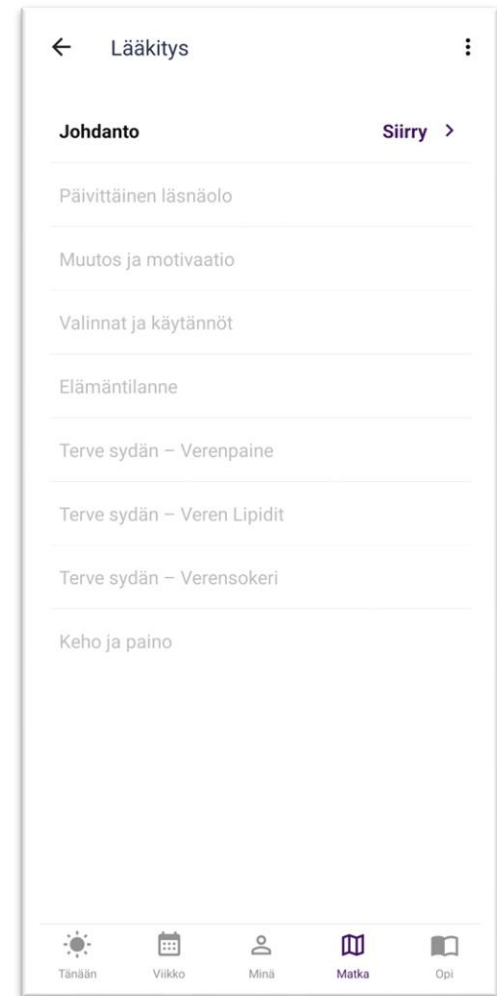 Lääkitys
Johdanto Siirry
Päivittäinen läsnäolo
Muutos ja motivaatio
Valinnat ja käytännöt
Elämäntilanne
Terve sydän – Verenpaine
Terve sydän – Veren Lipidit
Terve sydän – Verensokeri
Keho ja paino
Tänään Viikko Minä Matka Opi